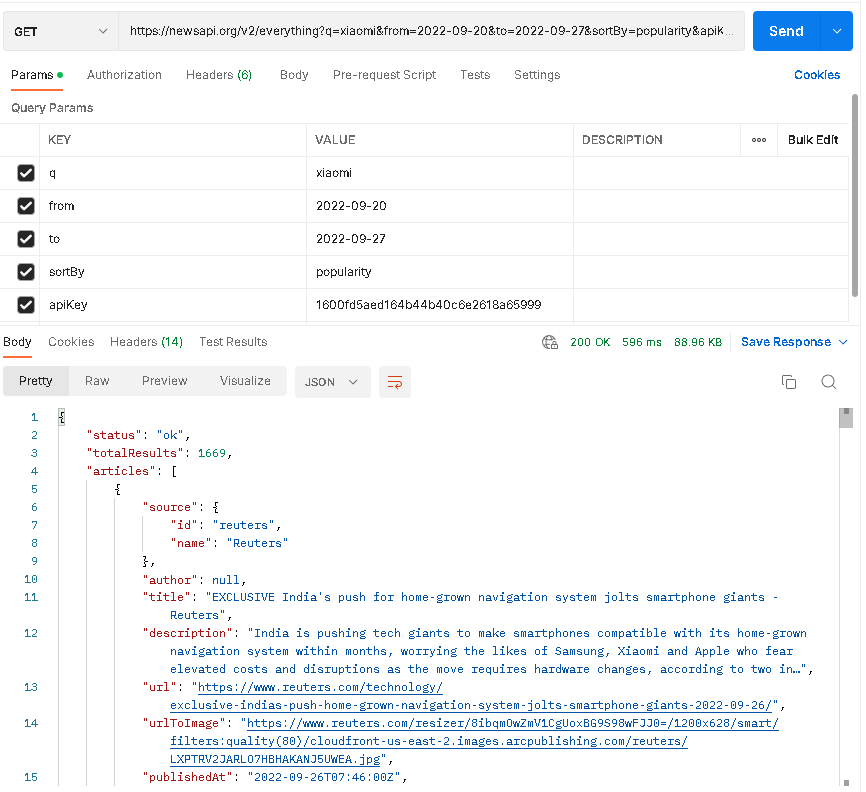 GET https://newsapi.org/v2/everything?q=xiaomi&from=2022-09-20&to=2022-09-27&sortBy=popularity&apiK... Send
Params Authorization Headers (6) Body Pre-request Script Tests Settings Cookies
Query Params
KEY VALUE DESCRIPTION ooo Bulk Edit
q xiaomi
from 2022-09-20
to 2022-09-27
sortBy popularity
apiKey 1600fd5aed164b44b40c6e2618a65999
Body Cookies Headers (14) Test Results 200 OK 596 ms 88.96 KB Save Response
Pretty Raw Preview Visualize JSON
1 {
2 "status": "ok",
3 "totalResults": 1669,
4 "articles": [
5 {
6 "source": {
7 "id": "reuters",
8 "name": "Reuters"
9 },
10 "author": null,
11 "title": "EXCLUSIVE India's push for home-grown navigation system jolts smartphone giants -
Reuters",
12 "description": "India is pushing tech giants to make smartphones compatible with its home-grown
navigation system within months, worrying the likes of Samsung, Xiaomi and Apple who fear
elevated costs and disruptions as the move requires hardware changes, according to two in…",
13 "url": "https://www.reuters.com/technology/
exclusive-indias-push-home-grown-navigation-system-jolts-smartphone-giants-2022-09-26/",
14 "urlToImage": "https://www.reuters.com/resizer/8ibqmOwZmV1CgUoxBG9S98wFJJ0=/1200x628/smart/
filters:quality(80)/cloudfront-us-east-2.images.arcpublishing.com/reuters/
LXPTRV2JARLO7HBHAKANJ5UWEA.jpg",
15 "publishedAt": "2022-09-26T07:46:00Z",